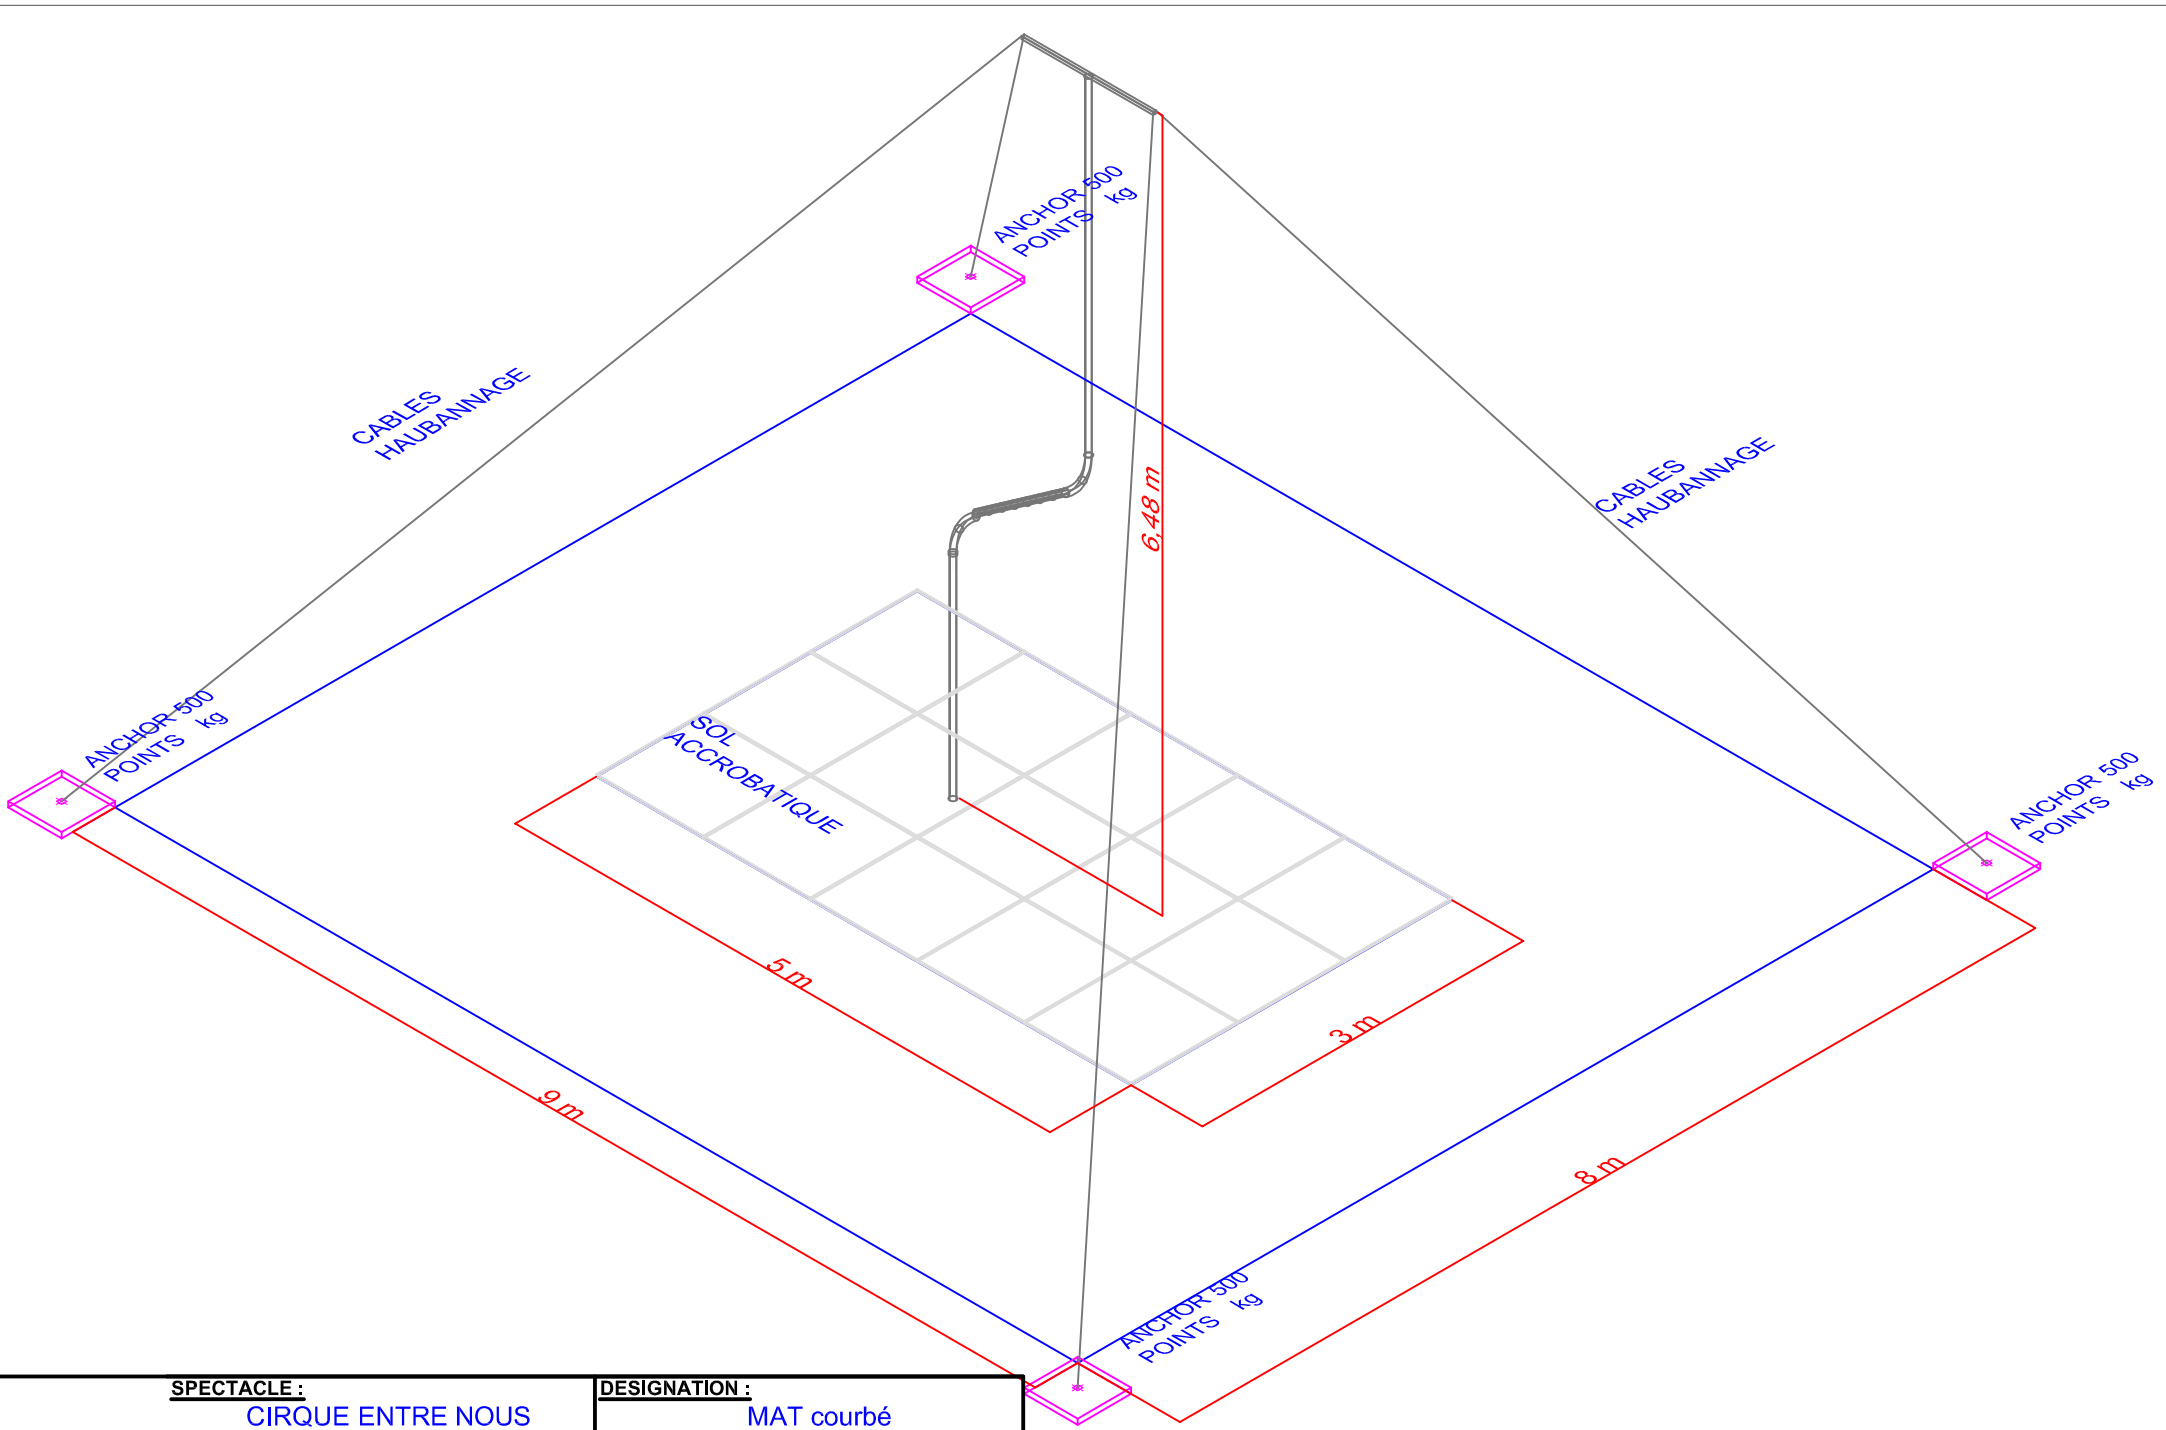 ANCHOR 500
POINTS kg
CABLES
HAUBANNAGE
CABLES
HAUBANNAGE
6,48 m
ANCHOR 500
POINTS kg
SOL
ACCROBATIQUE
ANCHOR 500
POINTS kg
5 m
3 m
9 m
8 m
ANCHOR 500
POINTS kg
SPECTACLE :
CIRQUE ENTRE NOUS
DESIGNATION :
MAT courbé